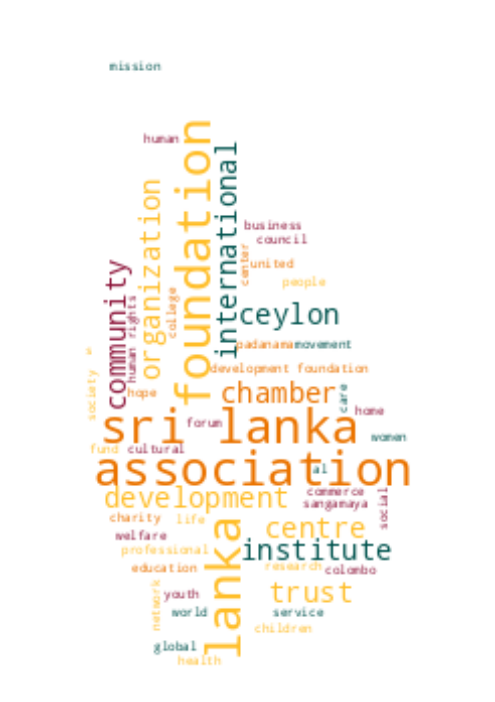 mission
human
foundation
international
organization
business
council
center
united
people
community
human rights
college
ceylon
padanama
movement
society
development foundation
hope
chamber
care
home
forum
sri lanka
women
fund
cultural
association
al
development
commerce
sangamaya
social
charity
life
centre
welfare
professional
institute
lanka
education
research
colombo
network
youth
trust
world
service
children
global
health